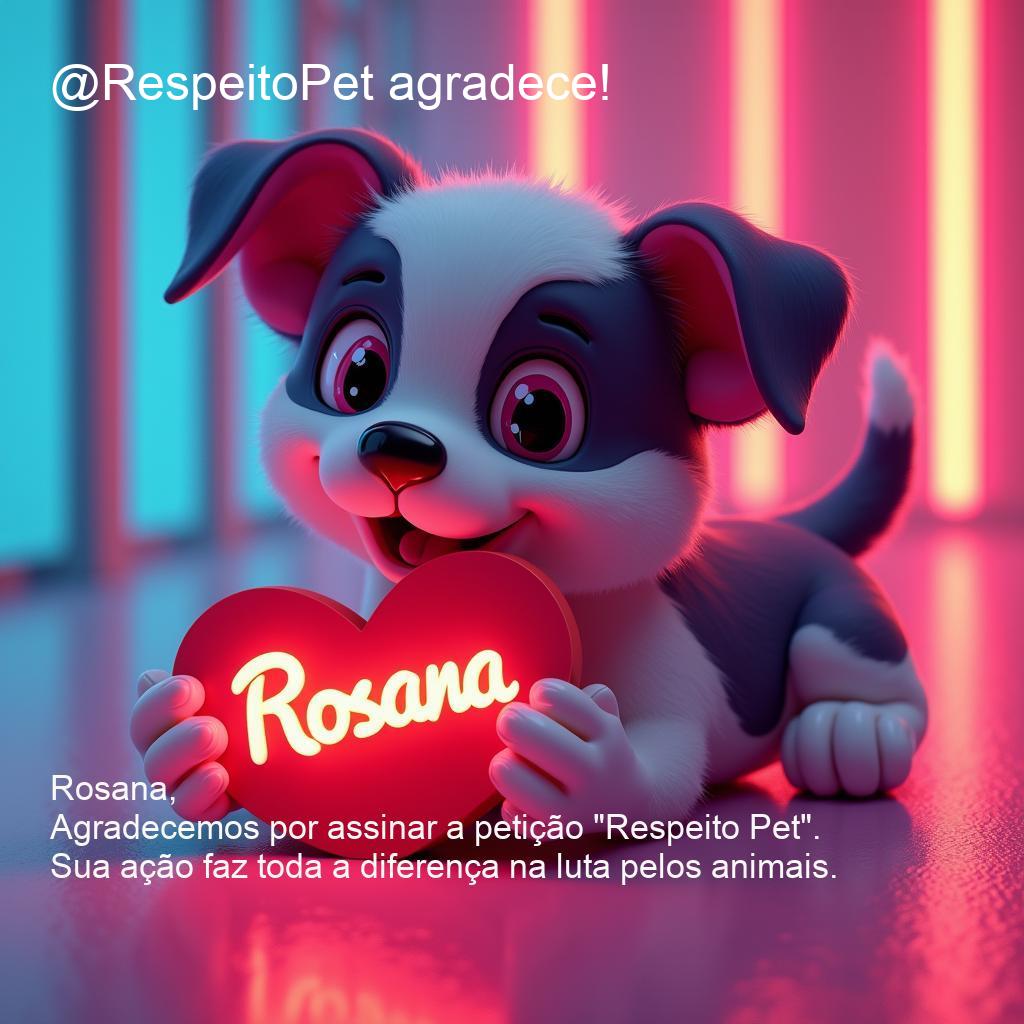 @RespeitoPet agradece!
Rosana
Rosana,
Agradecemos por assinar a petição "Respeito Pet".
Sua ação faz toda a diferença na luta pelos animais.